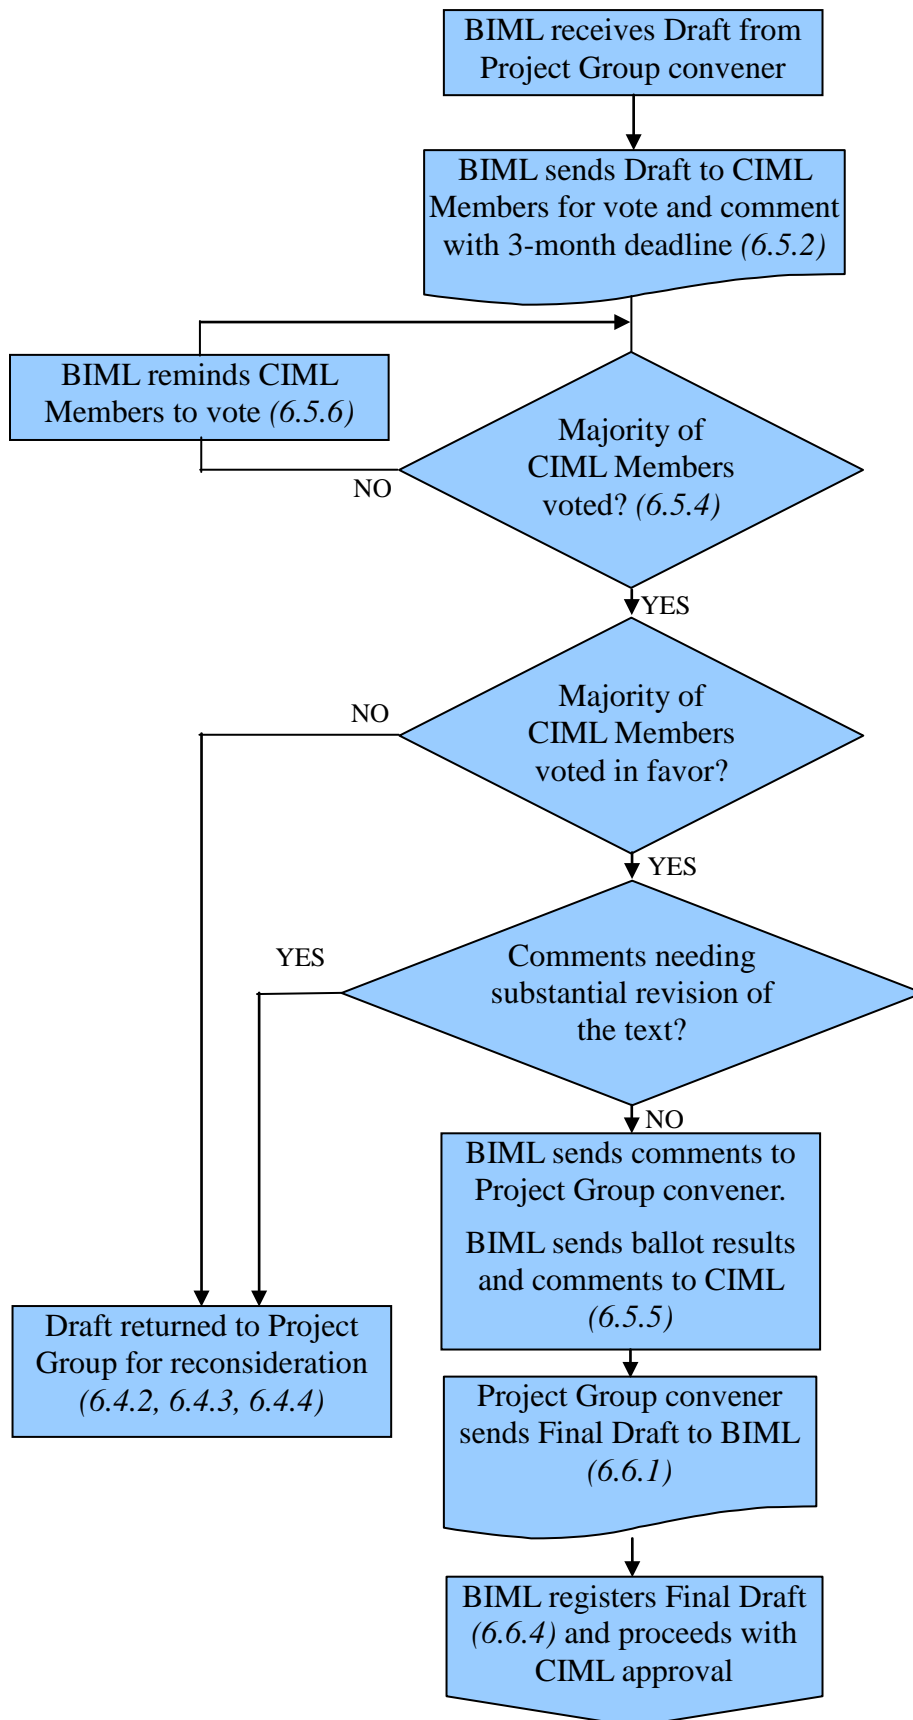 BIML receives Draft from
Project Group convener
BIML sends Draft to CIML
Members for vote and comment
with 3-month deadline (6.5.2)
BIML reminds CIML
Members to vote (6.5.6)
Majority of
CIML Members
voted? (6.5.4)
NO
YES
Majority of
CIML Members
voted in favor?
NO
YES
Comments needing
substantial revision of
the text?
YES
NO
BIML sends comments to
Project Group convener.
BIML sends ballot results
and comments to CIML
(6.5.5)
Draft returned to Project
Group for reconsideration
(6.4.2, 6.4.3, 6.4.4)
Project Group convener
sends Final Draft to BIML
(6.6.1)
BIML registers Final Draft
(6.6.4) and proceeds with
CIML approval